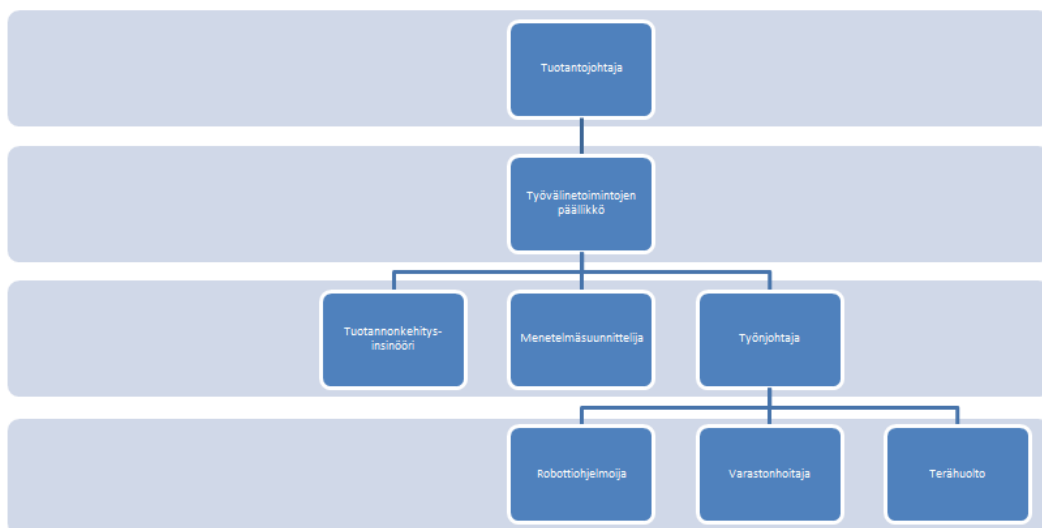 Tuotantojohtaja
Työvälinetoimintojen
päällikkö
Tuotannonkehitys-
insinööri
Menetelmäsuunnittelija
Työnjohtaja
Robottiohjelmoija
Varastonhoitaja
Terähuolto